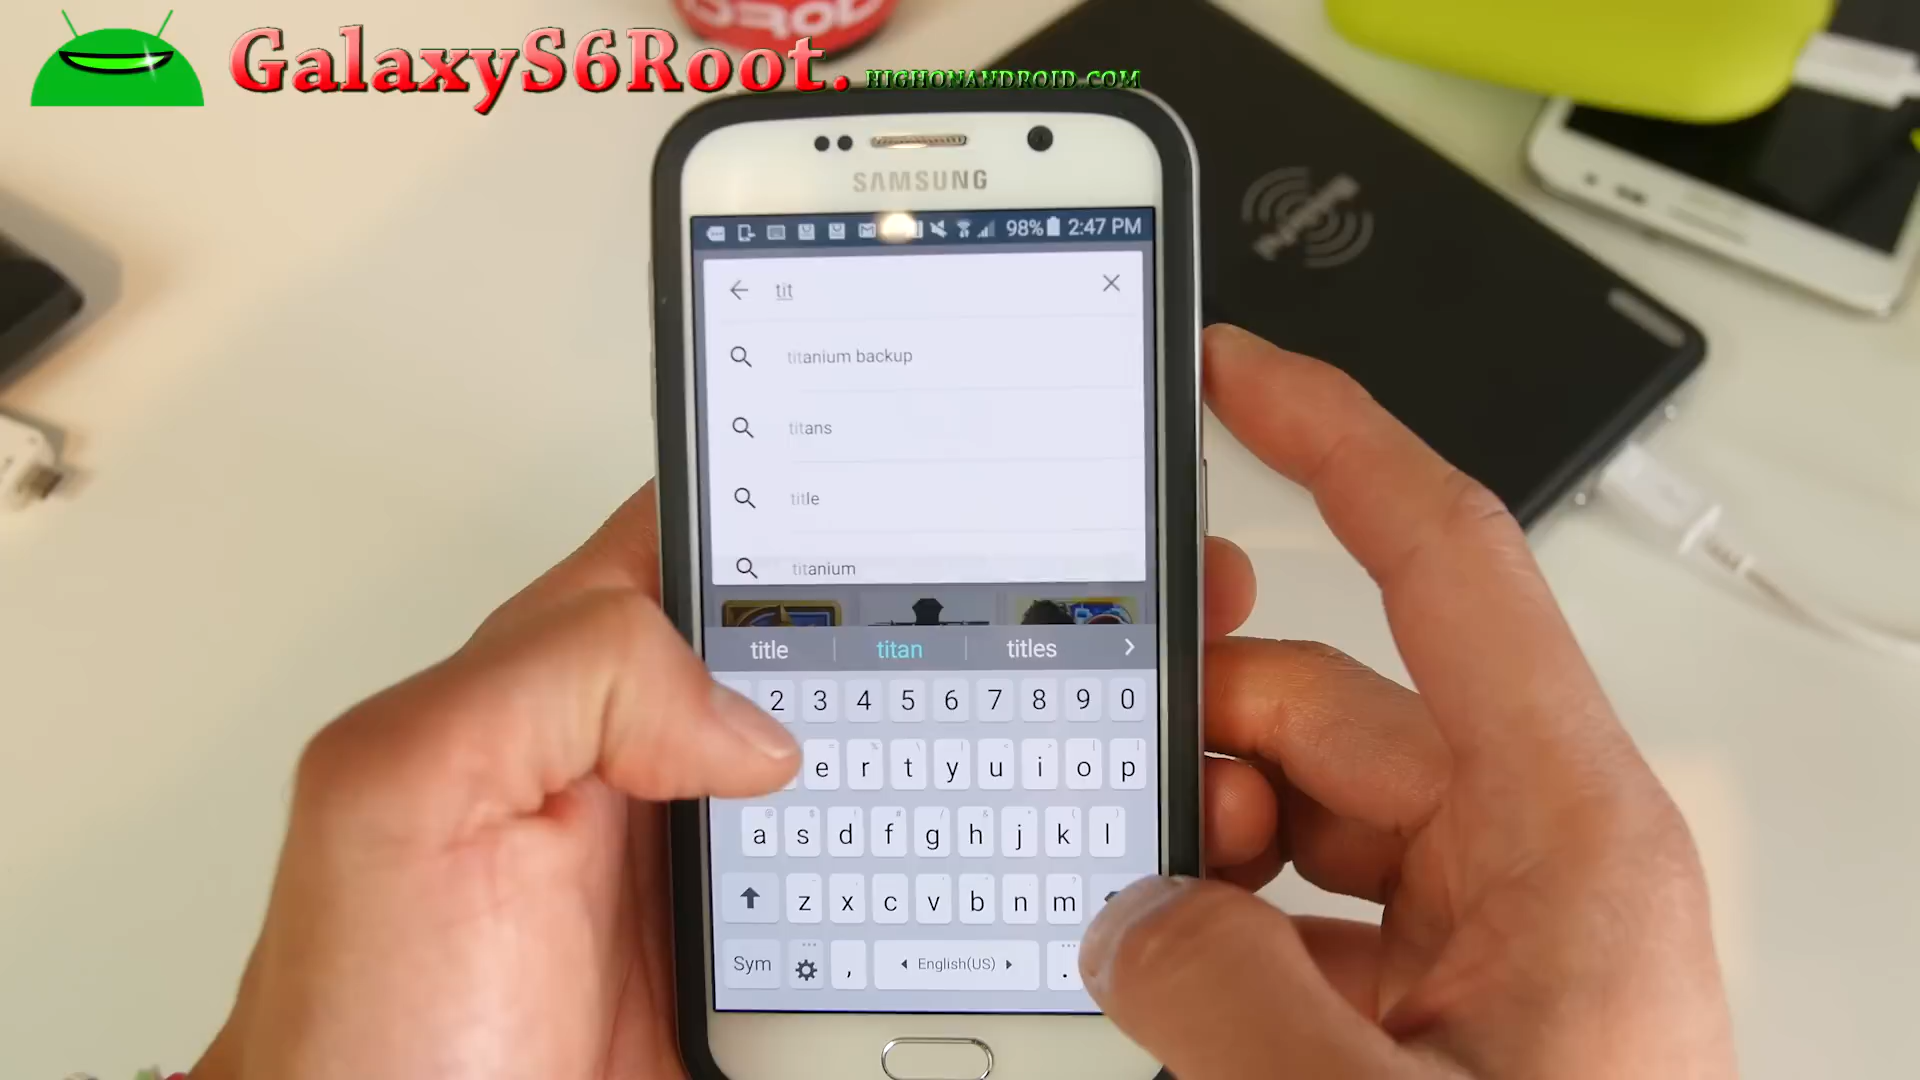 GalaxyS6Root.
HIGHONANDROID.COM
DROID
SAMSUNG
98% 2:47 PM
tit
titanium backup
titans
title
titanium
title titan titles
2 3 4 5 6 7 8 9 0
e r t y u i o p
a s d f g h j k l
z x c v b n m
Sym , English(US) .